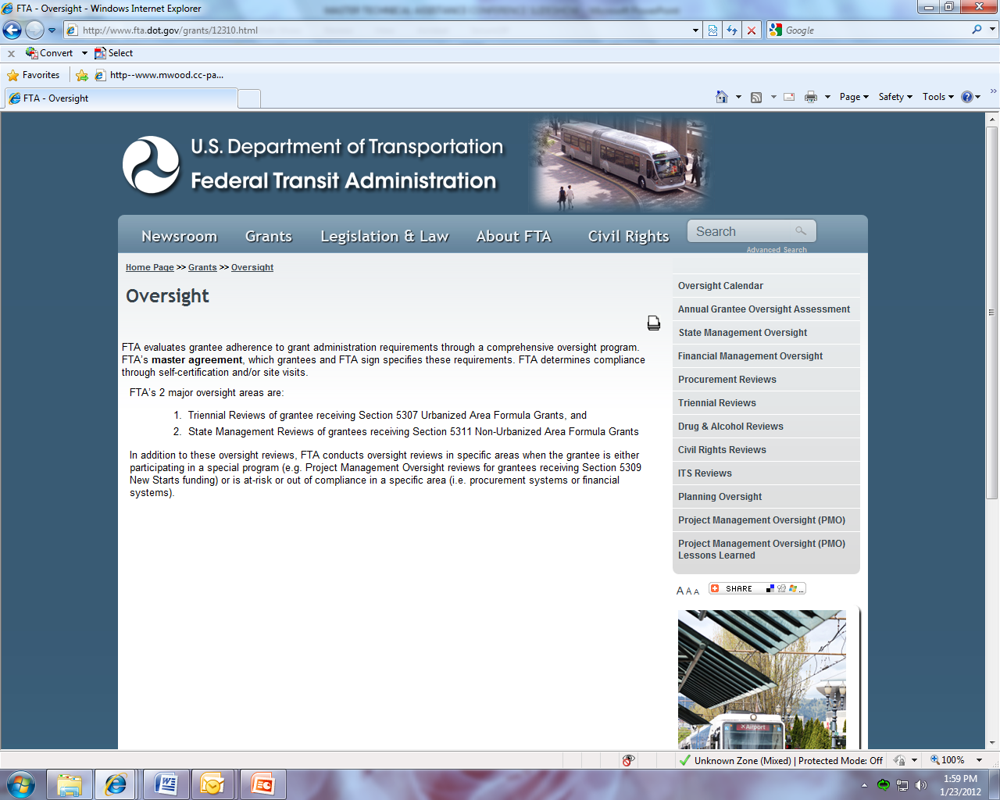 FTA - Oversight - Windows Internet Explorer
http://www.fta.dot.gov/grants/12310.html
Google
x Convert Select
Favorites http--www.mwood.cc-pa...
FTA - Oversight
Page Safety Tools
U.S. Department of Transportation
Federal Transit Administration
Newsroom Grants Legislation & Law About FTA Civil Rights Search
Advanced Search
Home Page >> Grants >> Oversight
Oversight
FTA evaluates grantee adherence to grant administration requirements through a comprehensive oversight program.
FTA's master agreement, which grantees and FTA sign specifies these requirements. FTA determines compliance
through self-certification and/or site visits.
FTA's 2 major oversight areas are:
1. Triennial Reviews of grantee receiving Section 5307 Urbanized Area Formula Grants, and
2. State Management Reviews of grantees receiving Section 5311 Non-Urbanized Area Formula Grants
In addition to these oversight reviews, FTA conducts oversight reviews in specific areas when the grantee is either
participating in a special program (e.g. Project Management Oversight reviews for grantees receiving Section 5309
New Starts funding) or is at-risk or out of compliance in a specific area (i.e. procurement systems or financial
systems).
Oversight Calendar
Annual Grantee Oversight Assessment
State Management Oversight
Financial Management Oversight
Procurement Reviews
Triennial Reviews
Drug & Alcohol Reviews
Civil Rights Reviews
ITS Reviews
Planning Oversight
Project Management Oversight (PMO)
Project Management Oversight (PMO)
Lessons Learned
A A A SHARE ...
Airport
Unknown Zone (Mixed) | Protected Mode: Off 100%
1:59 PM
1/23/2012